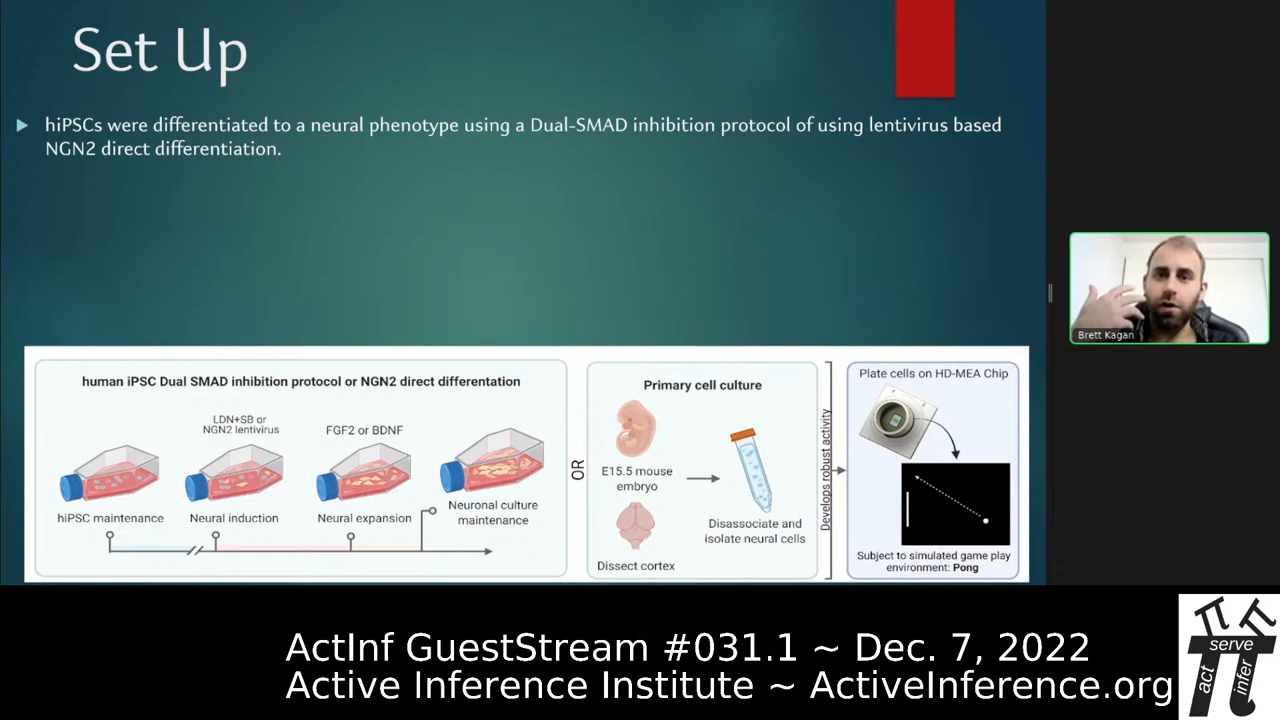 Set Up
hiPSCs were differentiated to a neural phenotype using a Dual-SMAD inhibition protocol of using lentivirus based
NGN2 direct differentiation.
human iPSC Dual SMAD inhibition protocol or NGN2 direct differentation
LDN+SB or
NGN2 lentivirus
FGF2 or BDNF
hiPSC maintenance
Neural induction
Neural expansion
Neuronal culture
maintenance
OR
Primary cell culture
E15.5 mouse
embryo
Dissect cortex
Disassociate and
isolate neural cells
Develops robust activity
Plate cells on HD-MEA Chip
Subject to simulated game play
environment: Pong
Brett Kagan
ActInf GuestStream #031.1 ~ Dec. 7, 2022
Active Inference Institute ~ ActiveInference.org
serve
act
infer